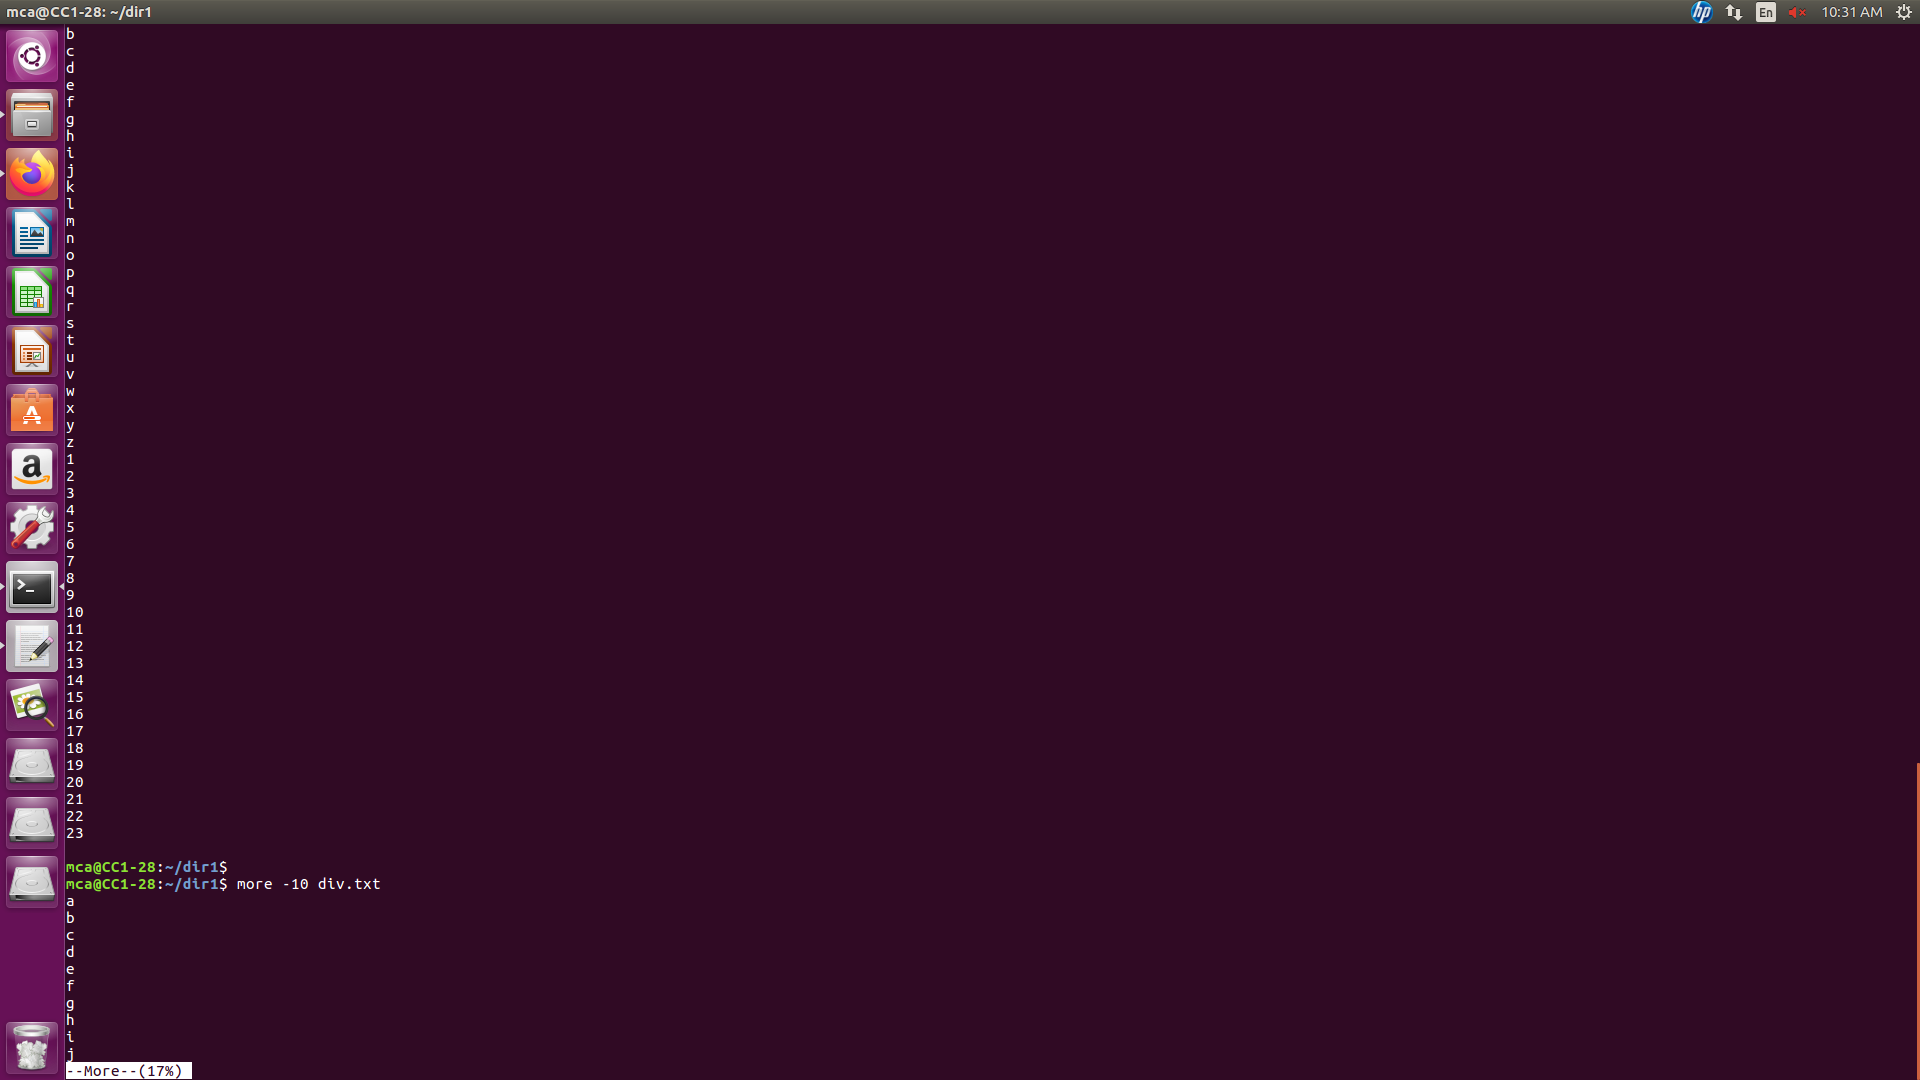 mca@CC1-28: ~/dir1
hp
En
10:31 AM
b
c
d
e
f
g
h
i
j
k
l
m
n
o
p
q
r
s
t
u
v
w
x
y
z
1
2
3
4
5
6
7
8
9
10
11
12
13
14
15
16
17
18
19
20
21
22
23
mca@CC1-28:~/dir1$
mca@CC1-28:~/dir1$ more -10 div.txt
a
b
c
d
e
f
g
h
i
j
--More--(17%)